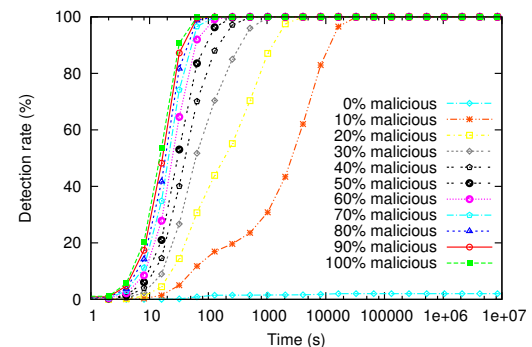 Detection rate (%)
100
80
60
40
20
0
0% malicious
10% malicious
20% malicious
30% malicious
40% malicious
50% malicious
60% malicious
70% malicious
80% malicious
90% malicious
100% malicious
1 10 100 1000 10000 100000 1e+06 1e+07
Time (s)